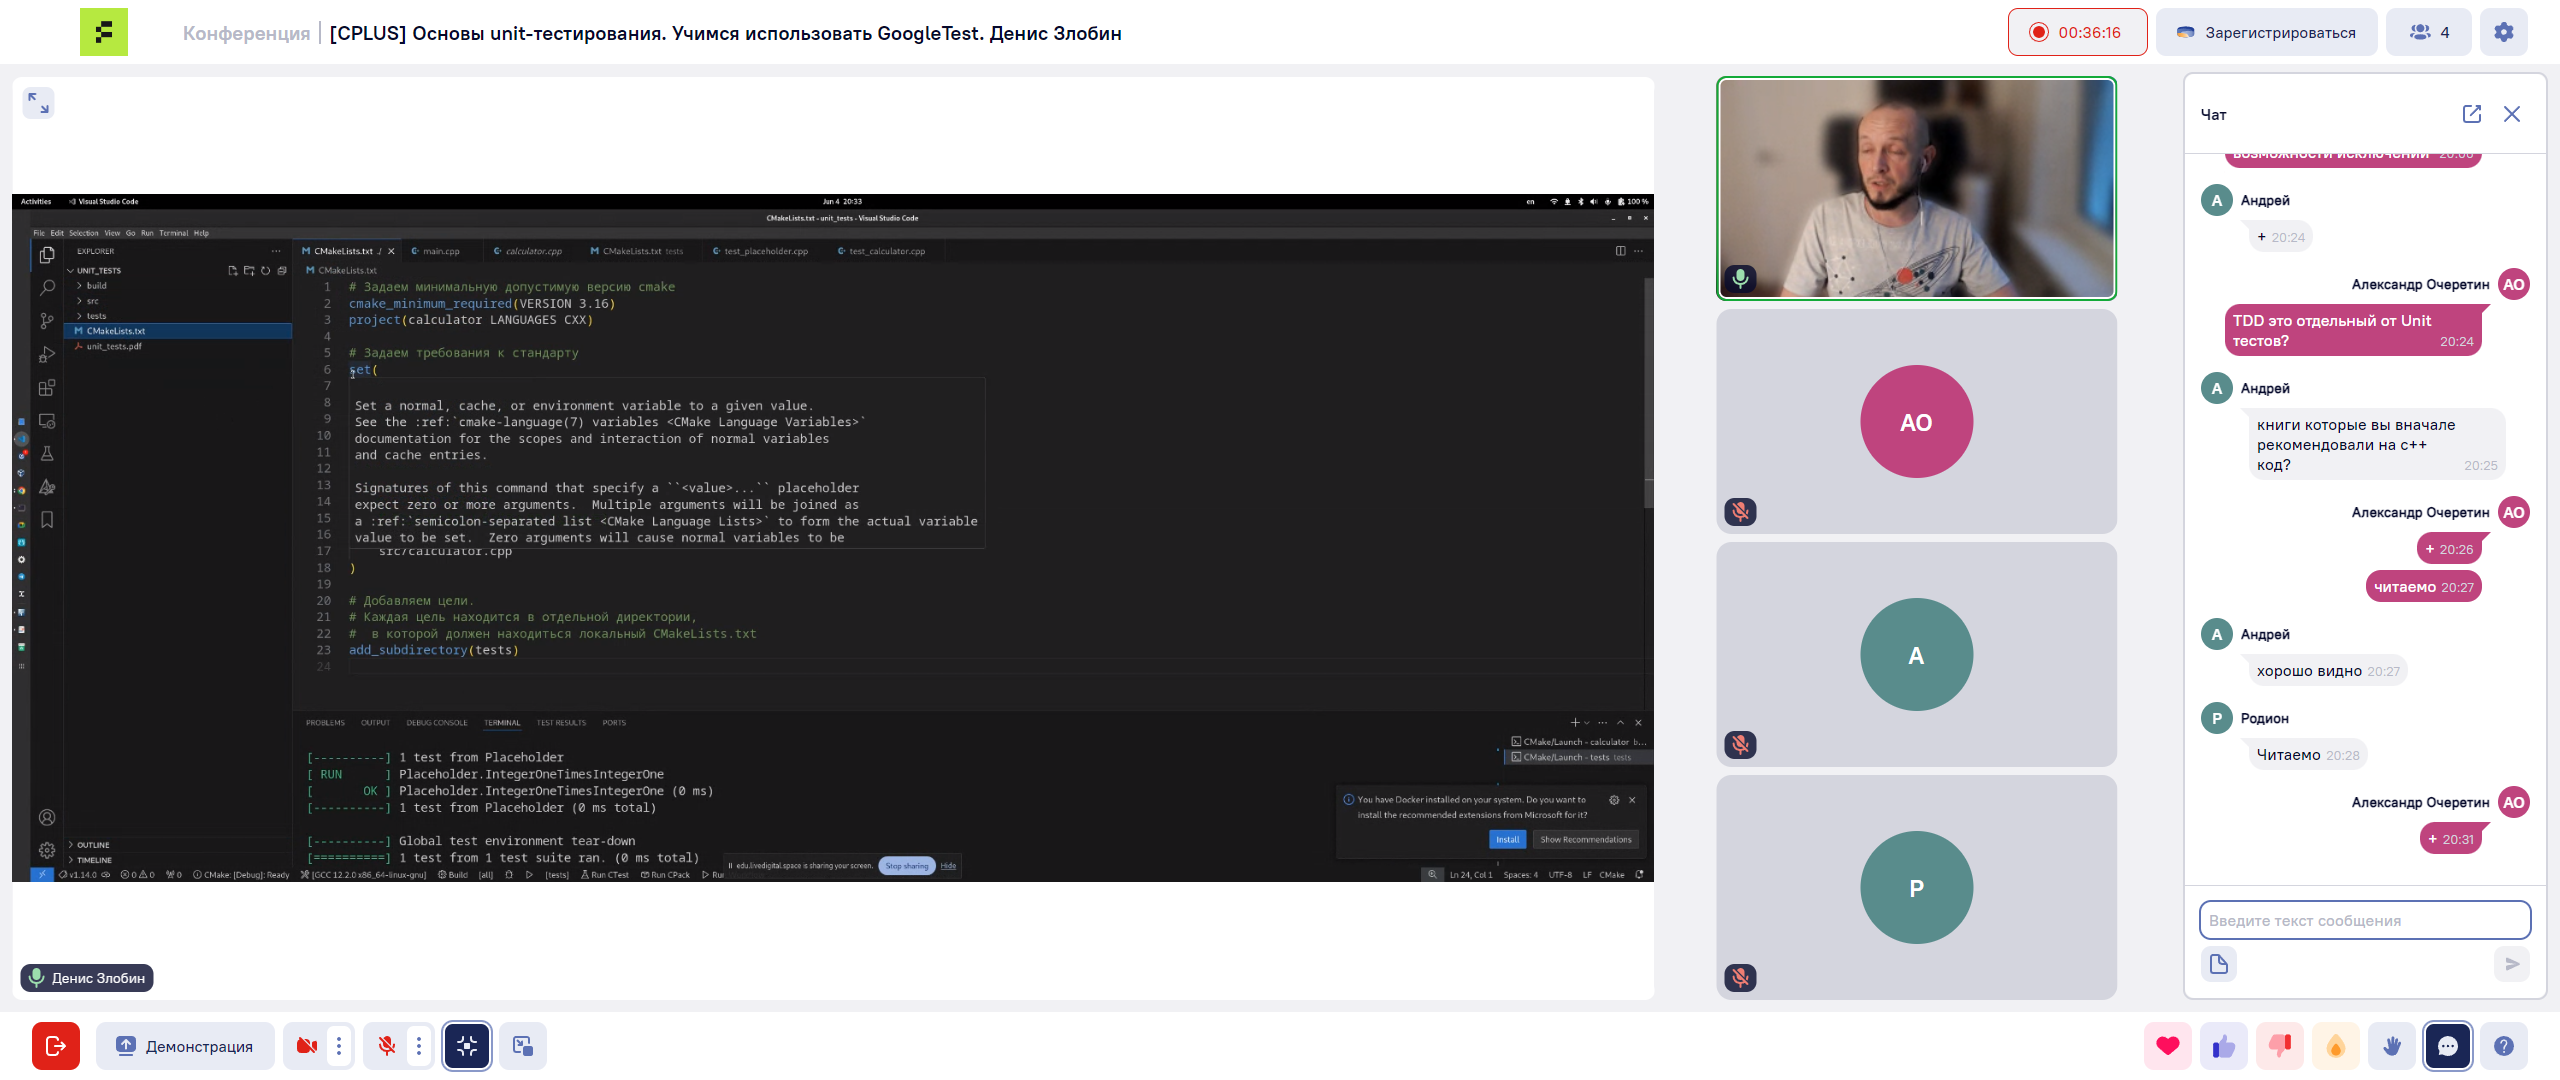 Конференция
[CPLUS] Основы unit-тестирования. Учимся использовать GoogleTest. Денис Злобин
00:36:16
Зарегистрироваться
4
Activities
Visual Studio Code
Jun 4 20:33
en
100 %
CMakeLists.txt - unit_tests - Visual Studio Code
File Edit Selection View Go Run Terminal Help
EXPLORER
UNIT_TESTS
build
src
tests
CMakeLists.txt
unit_tests.pdf
OUTLINE
TIMELINE
CMakeLists.txt ./
main.cpp
calculator.cpp
CMakeLists.txt tests
test_placeholder.cpp
test_calculator.cpp
CMakeLists.txt
1 # Задаем минимальную допустимую версию cmake
2 cmake_minimum_required(VERSION 3.16)
3 project(calculator LANGUAGES CXX)
4
5 # Задаем требования к стандарту
6 set(
7
8 Set a normal, cache, or environment variable to a given value.
9 See the :ref:`cmake-language(7) variables <CMake Language Variables>`
10 documentation for the scopes and interaction of normal variables
11 and cache entries.
12
13 Signatures of this command that specify a ``<value>...`` placeholder
14 expect zero or more arguments.  Multiple arguments will be joined as
15 a :ref:`semicolon-separated list <CMake Language Lists>` to form the actual variable
16 value to be set.  Zero arguments will cause normal variables to be
17 src/calculator.cpp
18 )
19
20 # Добавляем цели.
21 # Каждая цель находится в отдельной директории,
22 #  в которой должен находиться локальный CMakeLists.txt
23 add_subdirectory(tests)
24
PROBLEMS OUTPUT DEBUG CONSOLE TERMINAL TEST RESULTS PORTS
[----------] 1 test from Placeholder
[ RUN      ] Placeholder.IntegerOneTimesIntegerOne
[       OK ] Placeholder.IntegerOneTimesIntegerOne (0 ms)
[----------] 1 test from Placeholder (0 ms total)
[----------] Global test environment tear-down
[==========] 1 test from 1 test suite ran. (0 ms total)
CMake/Launch - calculator b...
CMake/Launch - tests tests
You have Docker installed on your system. Do you want to
install the recommended extensions from Microsoft for it?
Install
Show Recommendations
edu.livedigital.space is sharing your screen.
Stop sharing
Hide
v1.14.0
0 0
0
CMake: [Debug]: Ready
[GCC 12.2.0 x86_64-linux-gnu]
Build
[all]
[tests]
Run CTest
Run CPack
Ln 24, Col 1
Spaces: 4
UTF-8
LF
CMake
Денис Злобин
АО
А
Р
Чат
возможности исключений 20:06
А Андрей
+ 20:24
Александр Очеретин АО
TDD это отдельный от Unit
тестов? 20:24
А Андрей
книги которые вы вначале
рекомендовали на с++
код? 20:25
Александр Очеретин АО
+ 20:26
читаемо 20:27
А Андрей
хорошо видно 20:27
Р Родион
Читаемо 20:28
Александр Очеретин АО
+ 20:31
Введите текст сообщения
Демонстрация